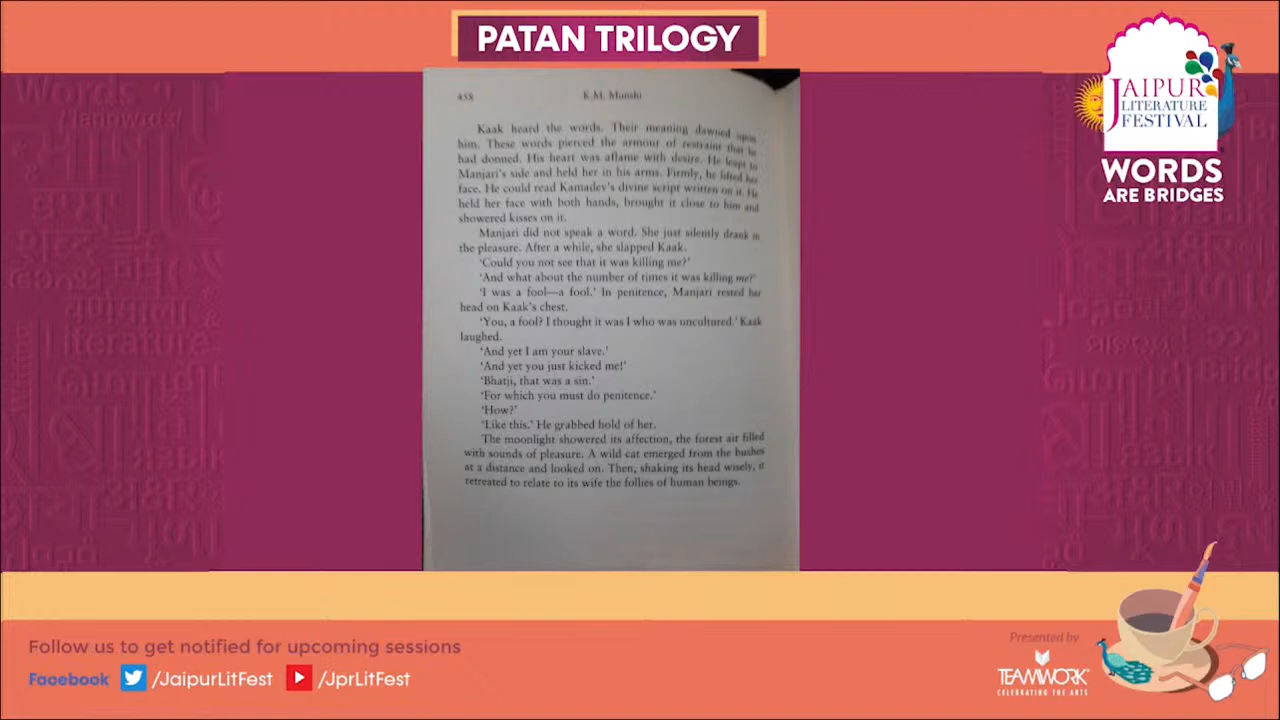 PATAN TRILOGY
JAIPUR
LITERATURE
FESTIVAL
WORDS
ARE BRIDGES
458 K.M. Munshi
Kaak heard the words. Their meaning dawned upon
him. These words pierced the armour of restraint that he
had donned. His heart was aflame with desire. He leapt to
Manjari's side and held her in his arms. Firmly, he lifted her
face. He could read Kamadev's divine script written on it. He
held her face with both hands, brought it close to him and
showered kisses on it.
Manjari did not speak a word. She just silently drank in
the pleasure. After a while, she slapped Kaak.
'Could you not see that it was killing me?'
'And what about the number of times it was killing me?'
'I was a fool—a fool.' In penitence, Manjari rested her
head on Kaak's chest.
'You, a fool? I thought it was I who was uncultured.' Kaak
laughed.
'And yet I am your slave.'
'And yet you just kicked me!'
'Bhatji, that was a sin.'
'For which you must do penitence.'
'How?'
'Like this.' He grabbed hold of her.
The moonlight showered its affection, the forest air filled
with sounds of pleasure. A wild cat emerged from the bushes
at a distance and looked on. Then, shaking its head wisely, it
retreated to relate to its wife the follies of human beings.
Follow us to get notified for upcoming sessions
Facebook /JaipurLitFest /JprLitFest
Presented by
TEAMWORK
CELEBRATING THE ARTS